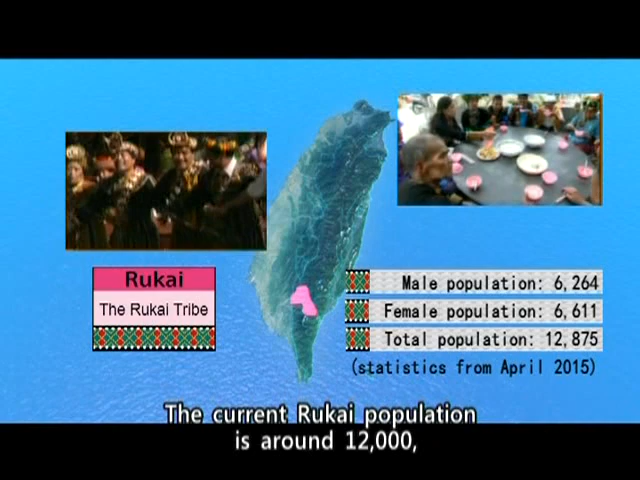 Rukai
The Rukai Tribe
Male population: 6,264
Female population: 6,611
Total population: 12,875
(statistics from April 2015)
The current Rukai population
is around 12,000,